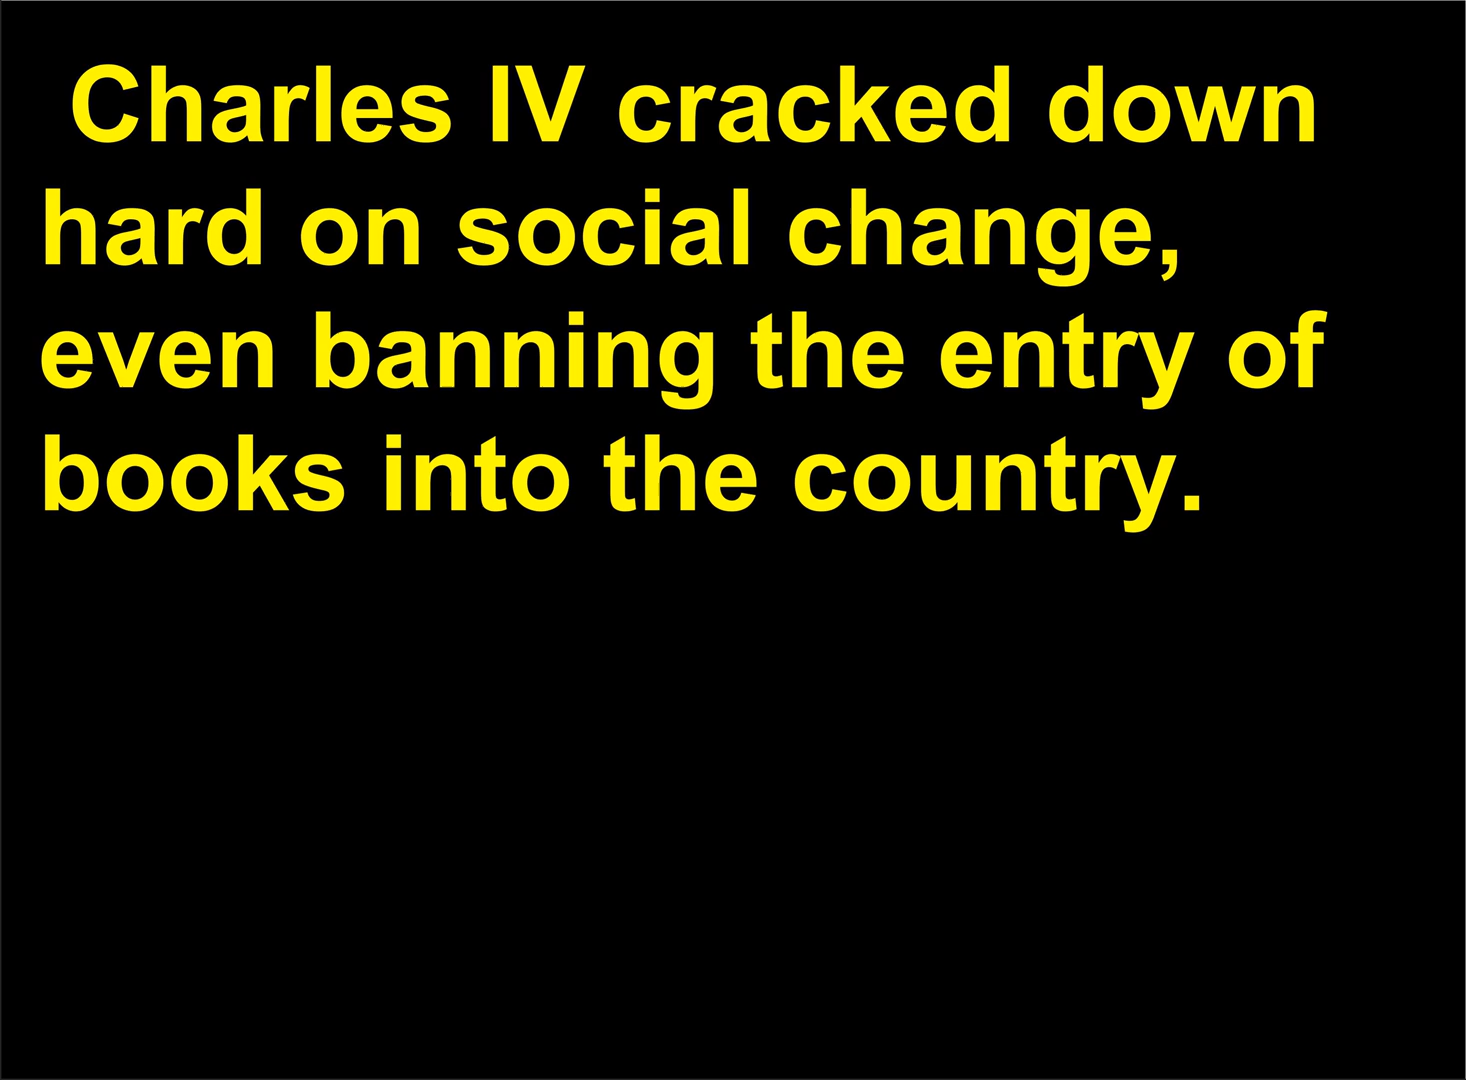 Charles IV cracked down
hard on social change,
even banning the entry of
books into the country.